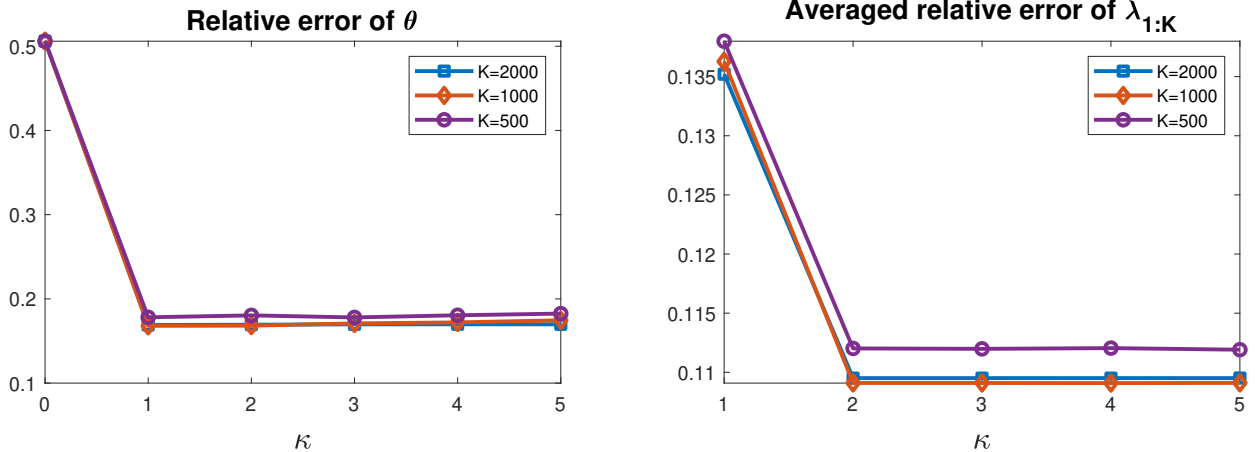 Relative error of θ
0.5
0.4
0.3
0.2
0.1
0 1 2 3 4 5
κ
K=2000
K=1000
K=500
Averaged relative error of λ1:K
0.135
0.13
0.125
0.12
0.115
0.11
1 2 3 4 5
κ
K=2000
K=1000
K=500